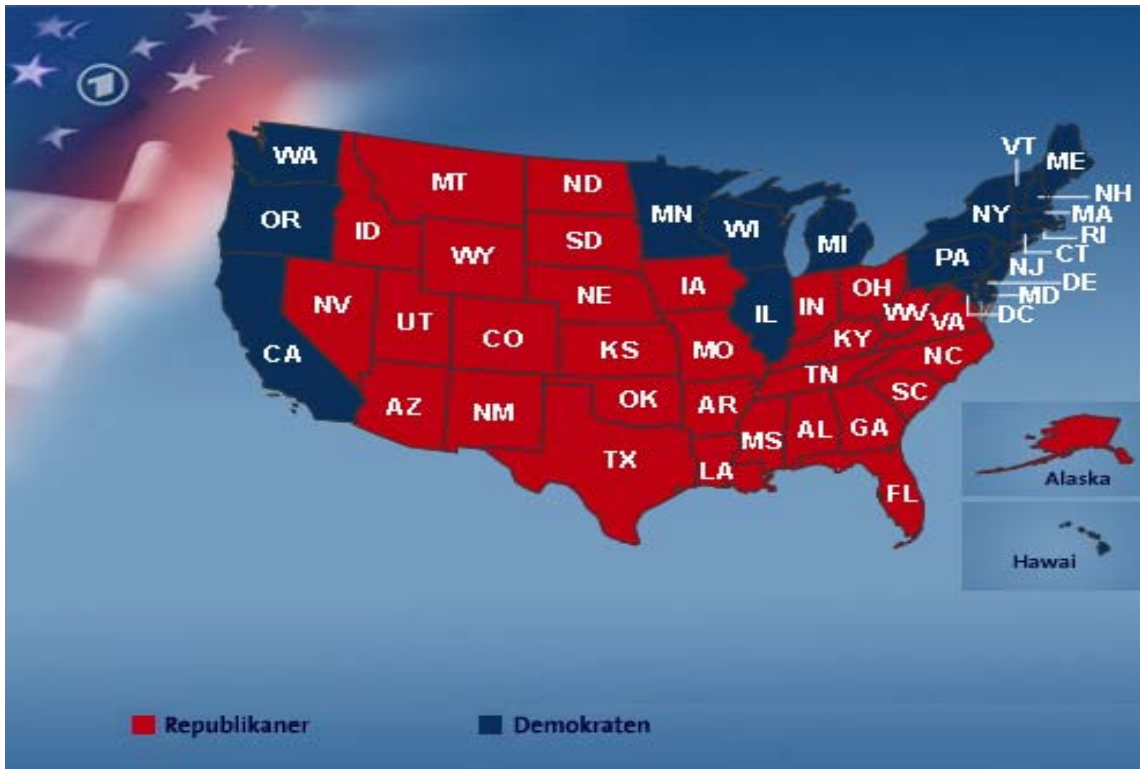 VT
ME
WA
MT
ND
NH
OR
MN
NY
MA
ID
SD
WI
MI
RI
WY
PA
CT
NJ
NV
NE
IA
OH
DE
UT
CO
IL
IN
WV
MD
VA
DC
CA
KS
MO
KY
NC
TN
AZ
NM
OK
AR
SC
MS
AL
GA
TX
LA
FL
Alaska
Hawai
Republikaner
Demokraten